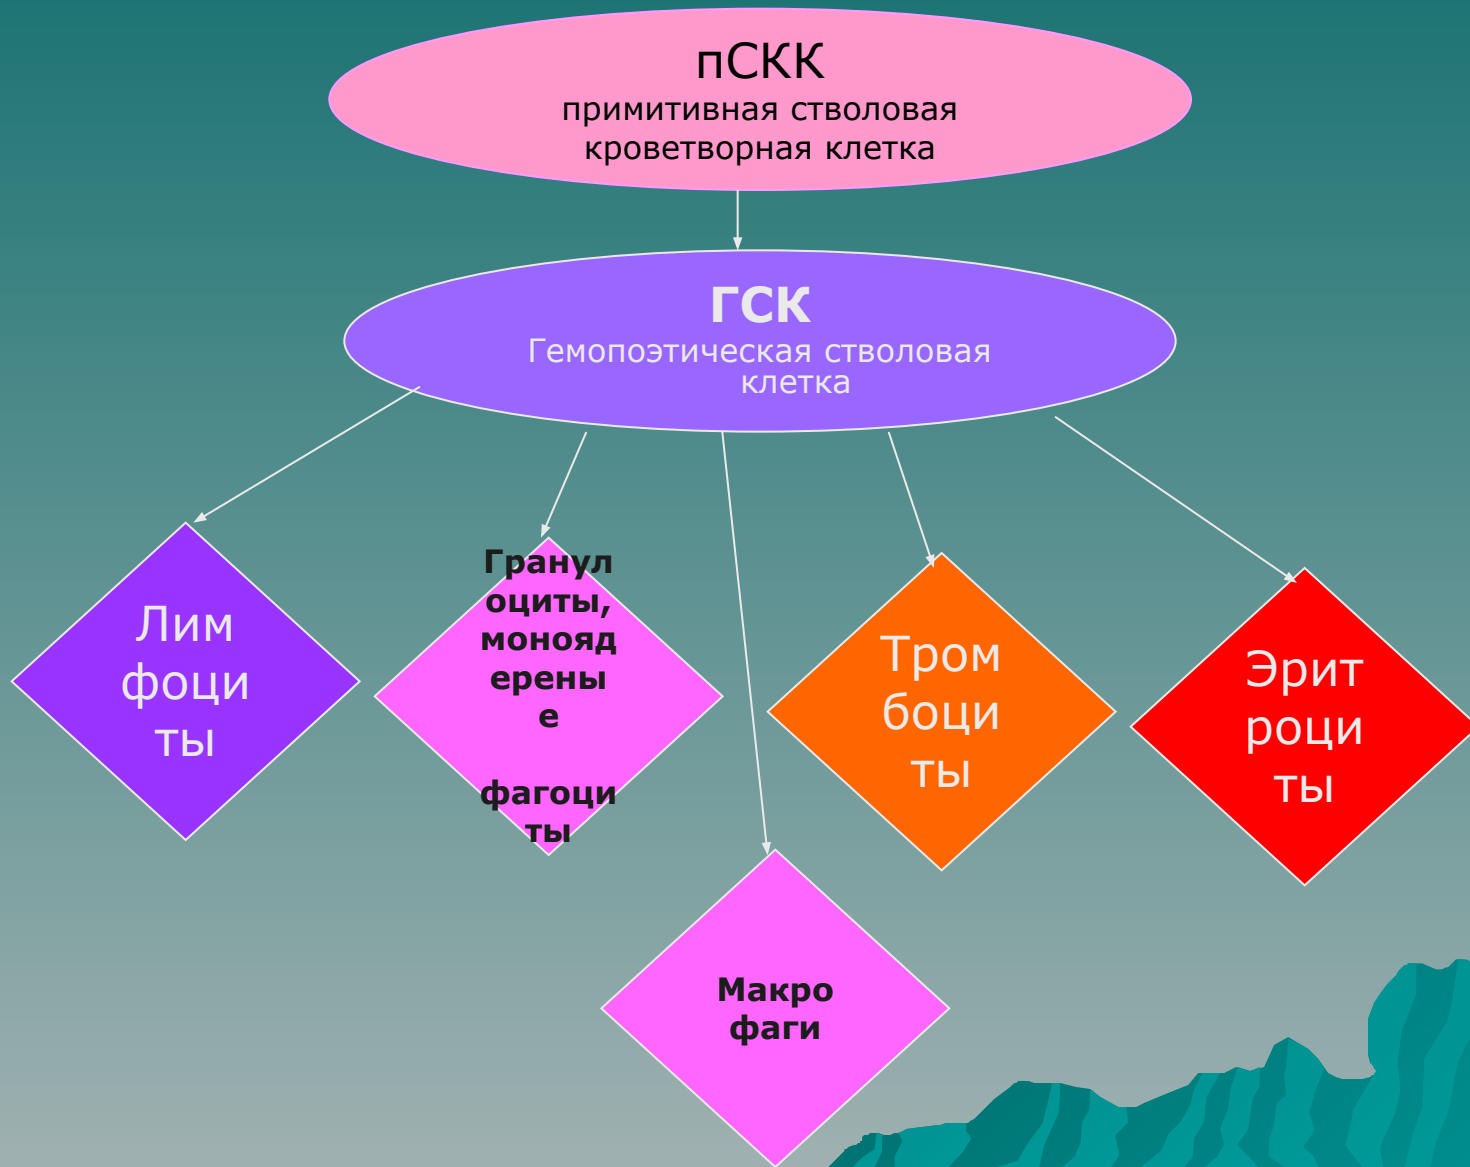 пСКК
примитивная стволовая
кроветворная клетка
ГСК
Гемопоэтическая стволовая
клетка
Лим
фоци
ты
Гранул
оциты,
монояд
ерены
е
фагоци
ты
Тром
боци
ты
Эрит
роци
ты
Макро
фаги